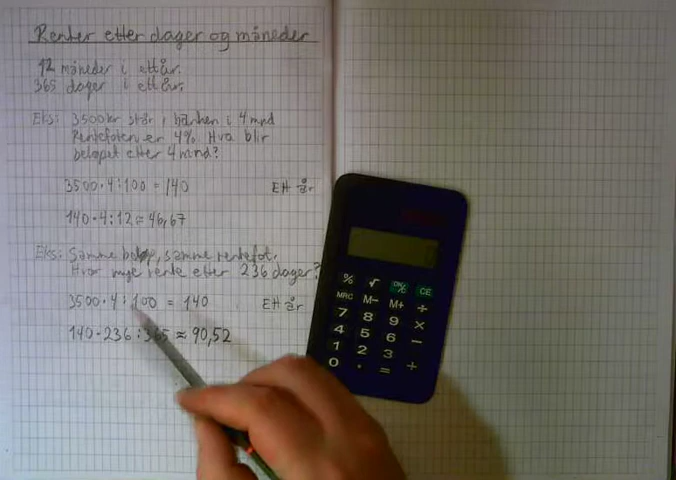 Renter etter dager og måneder
12 måneder i ett år.
365 dager i ett år.
Eks: 3500 kr står i banken i 4 mnd
Rentefoten er 4%. Hva blir
beløpet etter 4 mnd?
3500·4:100 = 140 Ett år
140·4:12 ≈ 46,67
Eks: Samme beløp, samme rentefot.
Hvor mye rente etter 236 dager?
3500·4:100 = 140 Ett år
140·236:365 ≈ 90,52
% √ CE
MRC M− M+ ÷
7 8 9 ×
4 5 6 −
1 2 3
0 · = +